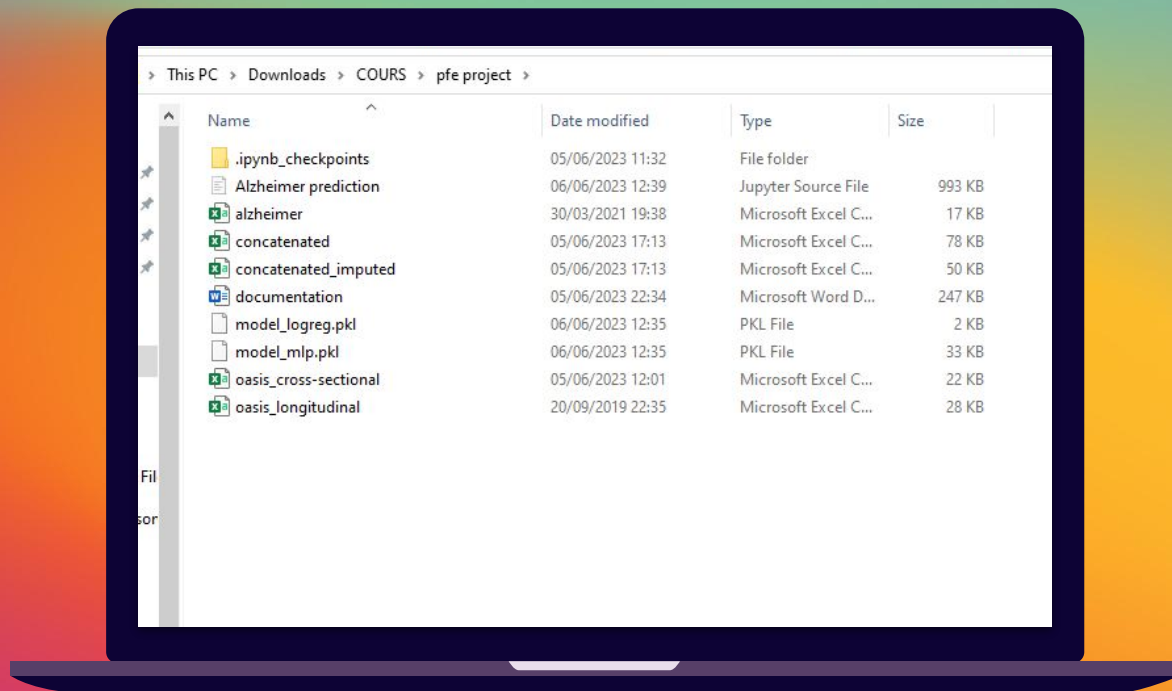 > This PC > Downloads > COURS > pfe project >
Name Date modified Type Size
.ipynb_checkpoints 05/06/2023 11:32 File folder
Alzheimer prediction 06/06/2023 12:39 Jupyter Source File 993 KB
alzheimer 30/03/2021 19:38 Microsoft Excel C... 17 KB
concatenated 05/06/2023 17:13 Microsoft Excel C... 78 KB
concatenated_imputed 05/06/2023 17:13 Microsoft Excel C... 50 KB
documentation 05/06/2023 22:34 Microsoft Word D... 247 KB
model_logreg.pkl 06/06/2023 12:35 PKL File 2 KB
model_mlp.pkl 06/06/2023 12:35 PKL File 33 KB
oasis_cross-sectional 05/06/2023 12:01 Microsoft Excel C... 22 KB
oasis_longitudinal 20/09/2019 22:35 Microsoft Excel C... 28 KB
Fil
son